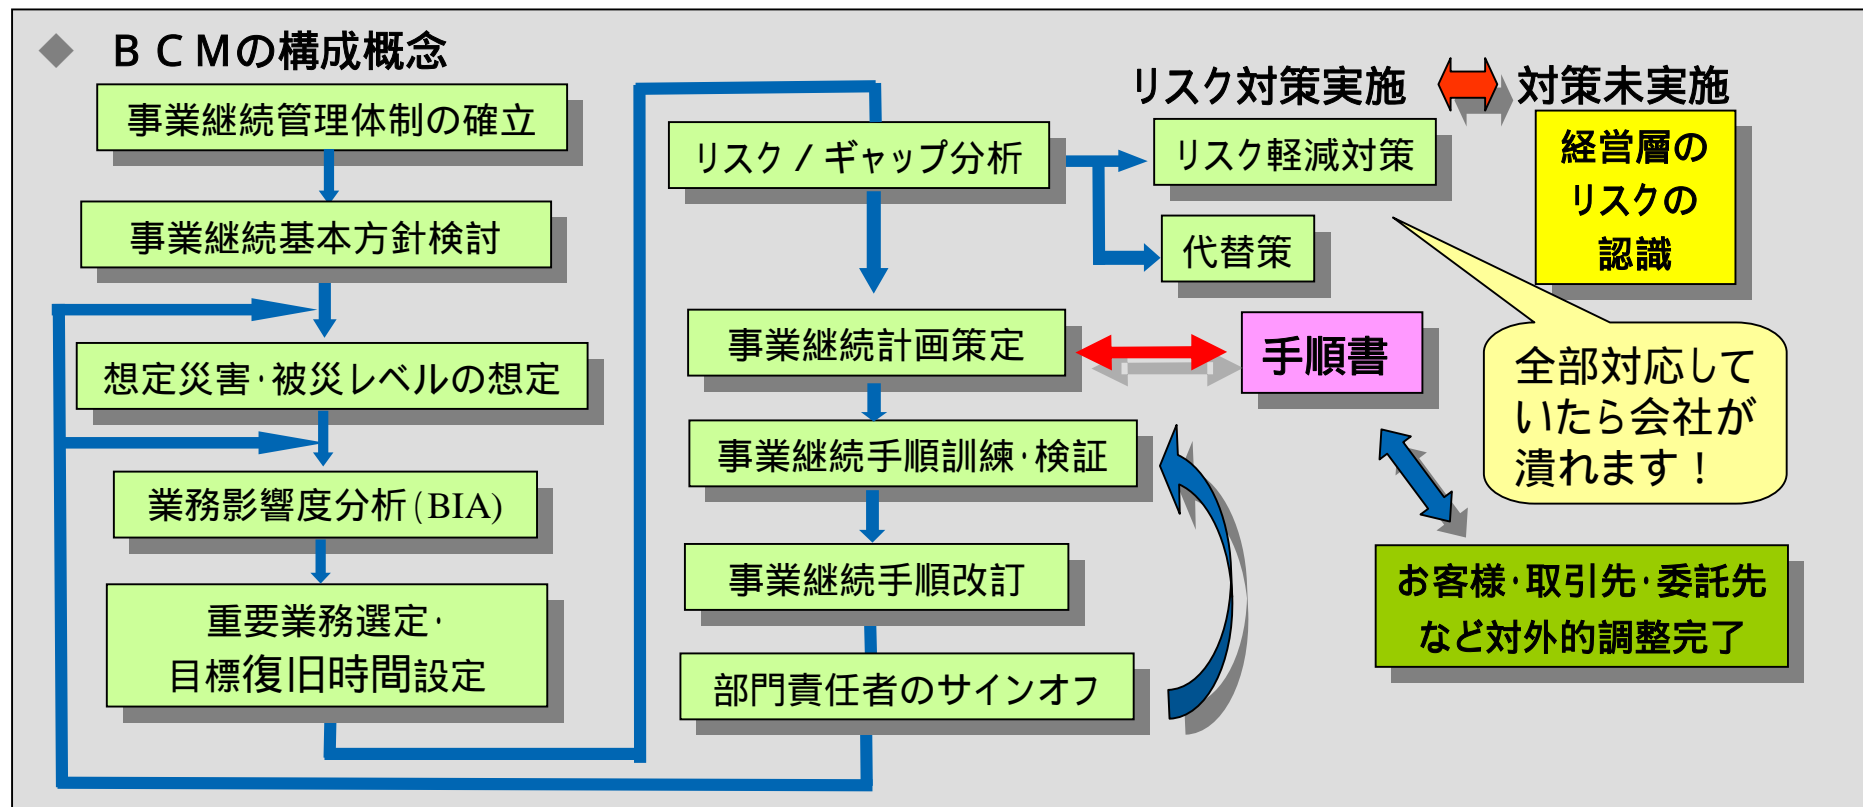 ◆ ＢＣＭの構成概念
事業継続管理体制の確立
事業継続基本方針検討
想定災害・被災レベルの想定
業務影響度分析(BIA)
重要業務選定・
目標復旧時間設定
リスク／ギャップ分析
事業継続計画策定
事業継続手順訓練・検証
事業継続手順改訂
部門責任者のサインオフ
リスク対策実施
対策未実施
リスク軽減対策
代替策
経営層の
リスクの
認識
手順書
全部対応して
いたら会社が
潰れます！
お客様・取引先・委託先
など対外的調整完了